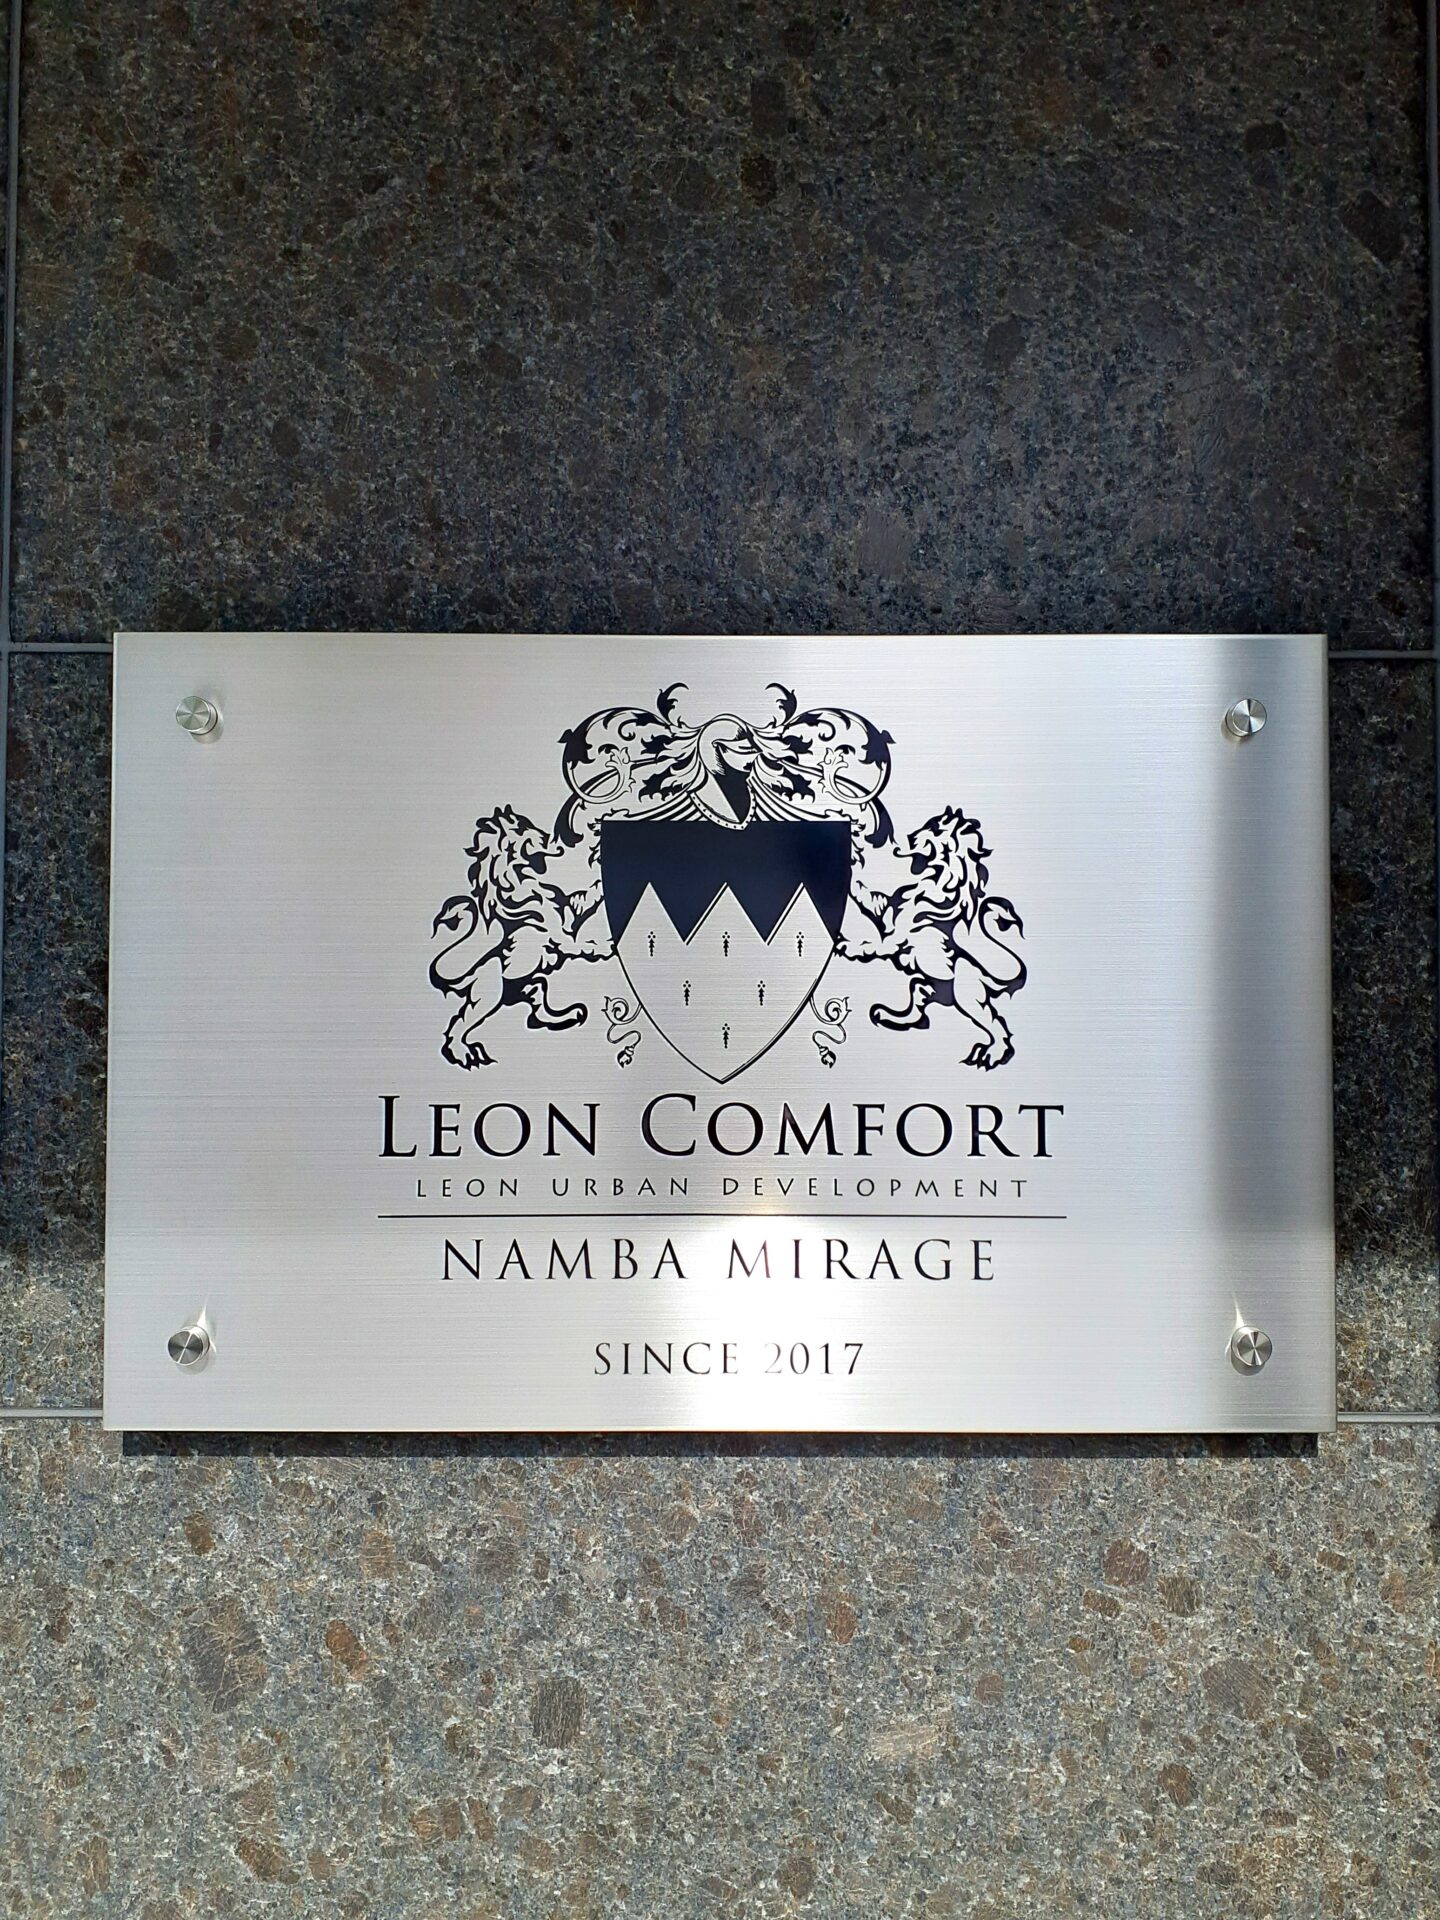 LEON COMFORT
LEON URBAN DEVELOPMENT
NAMBA MIRAGE
SINCE 2017